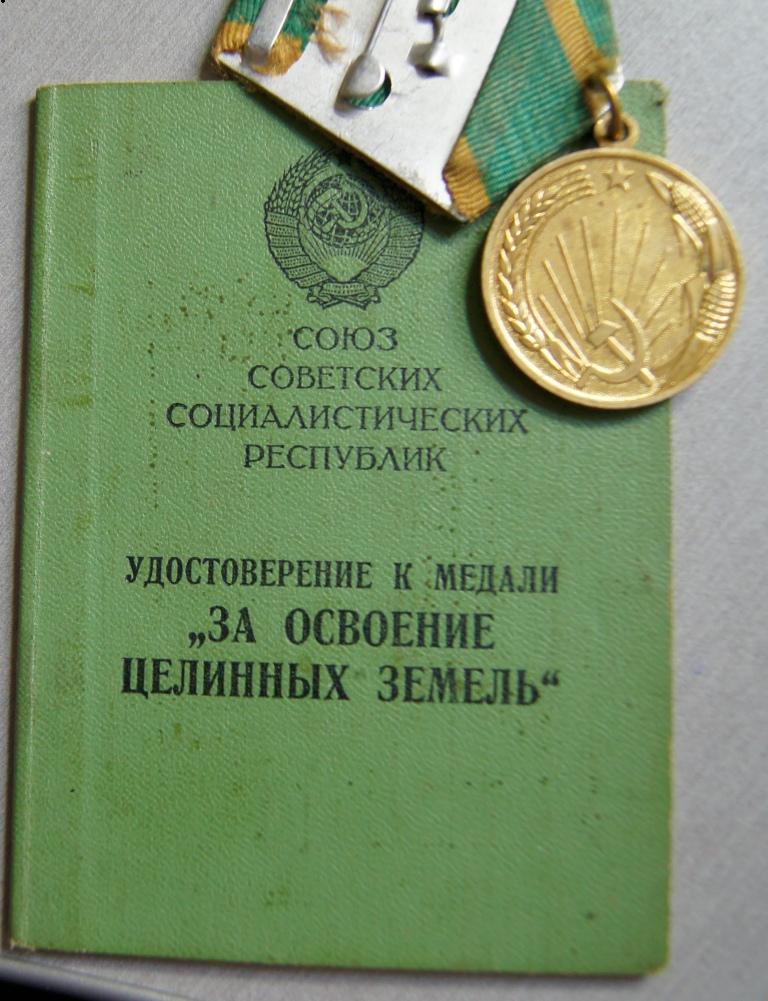 СОЮЗ
СОВЕТСКИХ
СОЦИАЛИСТИЧЕСКИХ
РЕСПУБЛИК
УДОСТОВЕРЕНИЕ К МЕДАЛИ
„ЗА ОСВОЕНИЕ
ЦЕЛИННЫХ ЗЕМЕЛЬ“